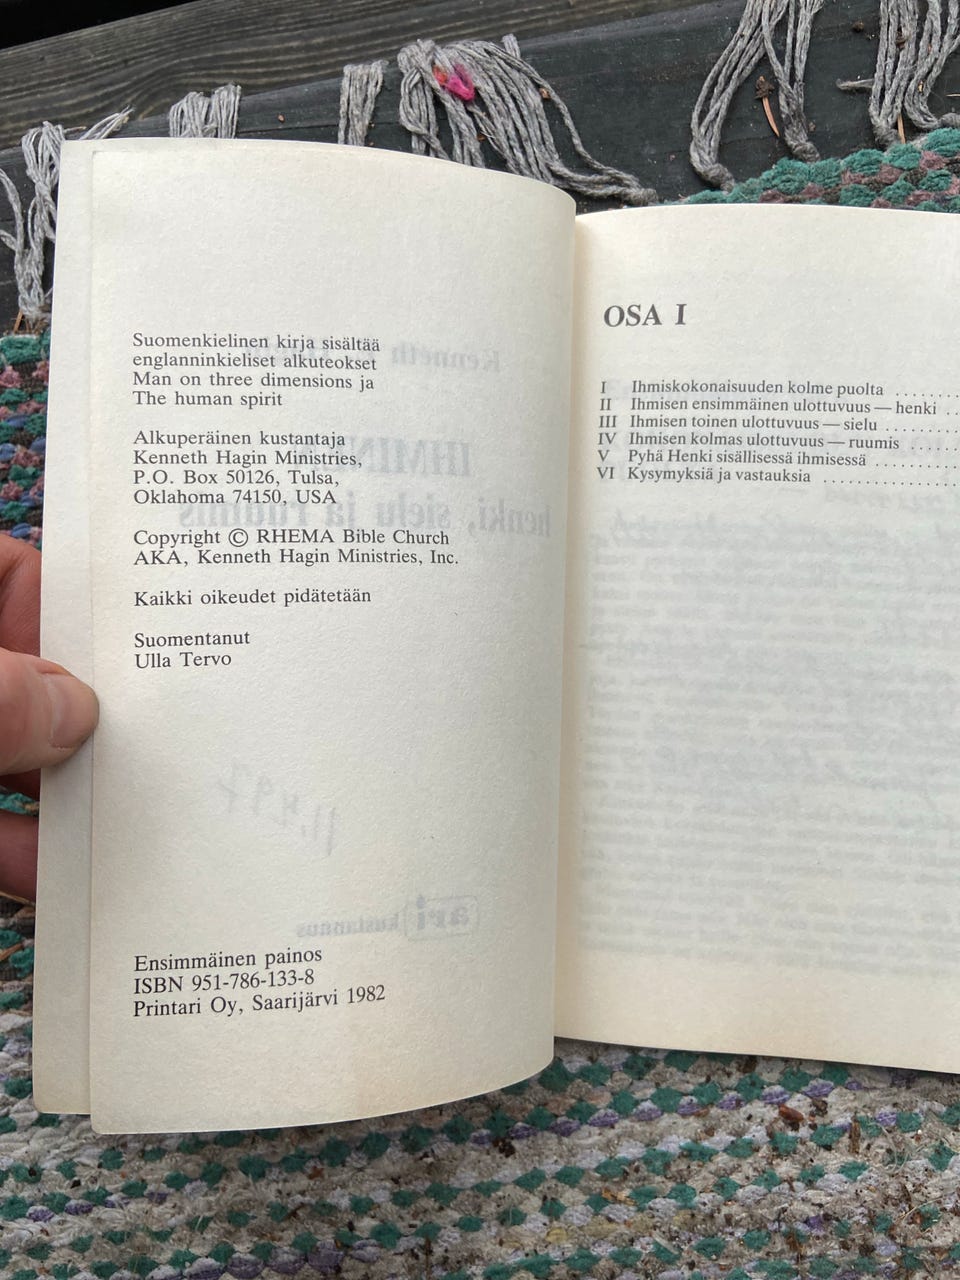 Suomenkielinen kirja sisältää
englanninkieliset alkuteokset
Man on three dimensions ja
The human spirit
Alkuperäinen kustantaja
Kenneth Hagin Ministries,
P.O. Box 50126, Tulsa,
Oklahoma 74150, USA
Copyright © RHEMA Bible Church
AKA, Kenneth Hagin Ministries, Inc.
Kaikki oikeudet pidätetään
Suomentanut
Ulla Tervo
Ensimmäinen painos
ISBN 951-786-133-8
Printari Oy, Saarijärvi 1982
OSA I
I Ihmiskokonaisuuden kolme puolta ........
II Ihmisen ensimmäinen ulottuvuus — henki ..
III Ihmisen toinen ulottuvuus — sielu .........
IV Ihmisen kolmas ulottuvuus — ruumis ......
V Pyhä Henki sisällisessä ihmisessä ..........
VI Kysymyksiä ja vastauksia .................